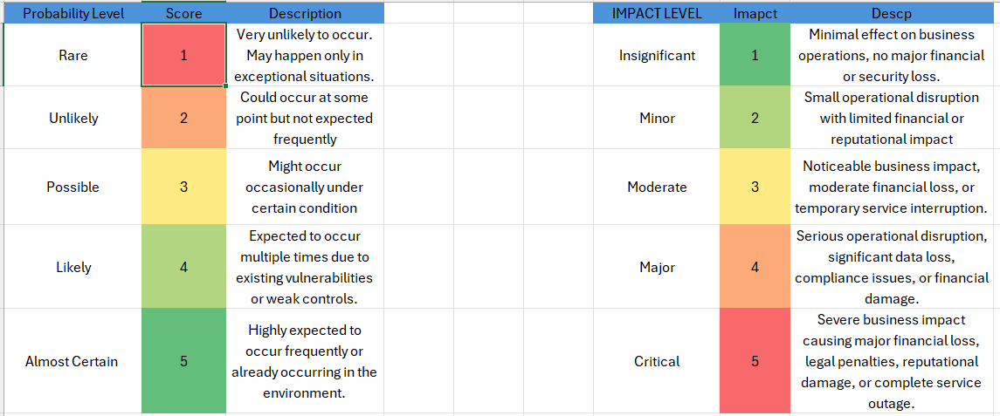 Probability Level Score Description
Rare 1 Very unlikely to occur.
May happen only in
exceptional situations.
Unlikely 2 Could occur at some
point but not expected
frequently
Possible 3 Might occur
occasionally under
certain condition
Likely 4 Expected to occur
multiple times due to
existing vulnerabilities
or weak controls.
Almost Certain 5 Highly expected to
occur frequently or
already occurring in the
environment.
IMPACT LEVEL Imapct Descp
Insignificant 1 Minimal effect on business
operations, no major financial
or security loss.
Minor 2 Small operational disruption
with limited financial or
reputational impact
Moderate 3 Noticeable business impact,
moderate financial loss, or
temporary service interruption.
Major 4 Serious operational disruption,
significant data loss,
compliance issues, or financial
damage.
Critical 5 Severe business impact
causing major financial loss,
legal penalties, reputational
damage, or complete service
outage.